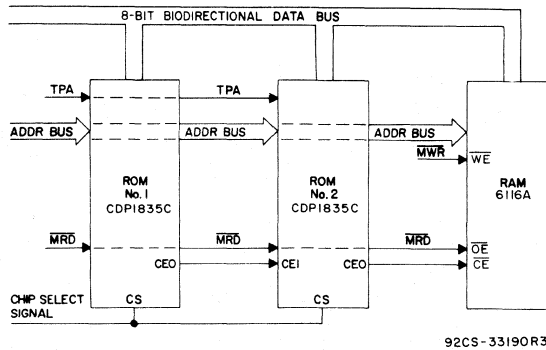 8-BIT BIODIRECTIONAL DATA BUS
TPA TPA
ADDR BUS ADDR BUS ADDR BUS
MWR WE
ROM
No. 1
CDP1835C
ROM
No. 2
CDP1835C
RAM
6116A
MRD MRD MRD OE
CEO CEI CEO CE
CHIP SELECT
SIGNAL
CS CS
92CS-33190R3